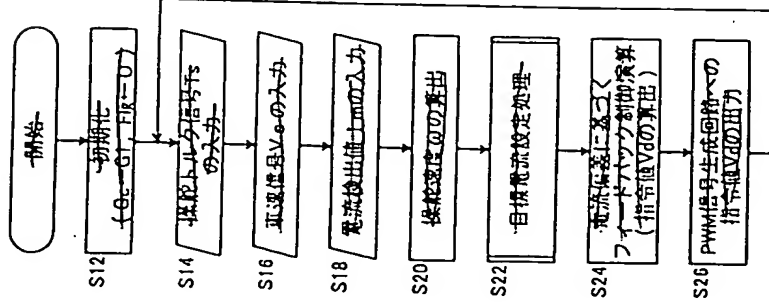 開始
S12
初期化
S14
操舵トルク信号Tsの入力
S16
車速信号Vsの入力
S18
電流検出値Imの入力
S20
操舵速度ωの算出
S22
目標電流設定処理
S24
電流偏差に基づく
フィードバック制御演算
(指令値Vdの算出)
S26
PWM信号生成回路への
指令値Vdの出力